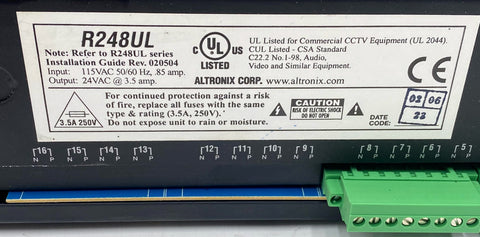 R248UL
Note: Refer to R248UL series
Installation Guide Rev. 020504
Input: 115VAC 50/60 Hz, .85 amp.
Output: 24VAC @ 3.5 amp.
C UL US
LISTED
UL Listed for Commercial CCTV Equipment (UL 2044).
CUL Listed - CSA Standard
C22.2 No.1-98, Audio,
Video and Similar Equipment.
ALTRONIX CORP. www.altronix.com
CE
3.5A 250V
For continued protection against a risk
of fire, replace all fuses with the same
type & rating (3.5A, 250V).
Do not expose unit to rain or moisture.
CAUTION
RISK OF ELECTRIC SHOCK
DO NOT OPEN
DATE
CODE:
02 06
23
16 15 14 13 12 11 10 9 8 7 6 5
N P N P N P N P N P N P N P N P N P N P N P N P